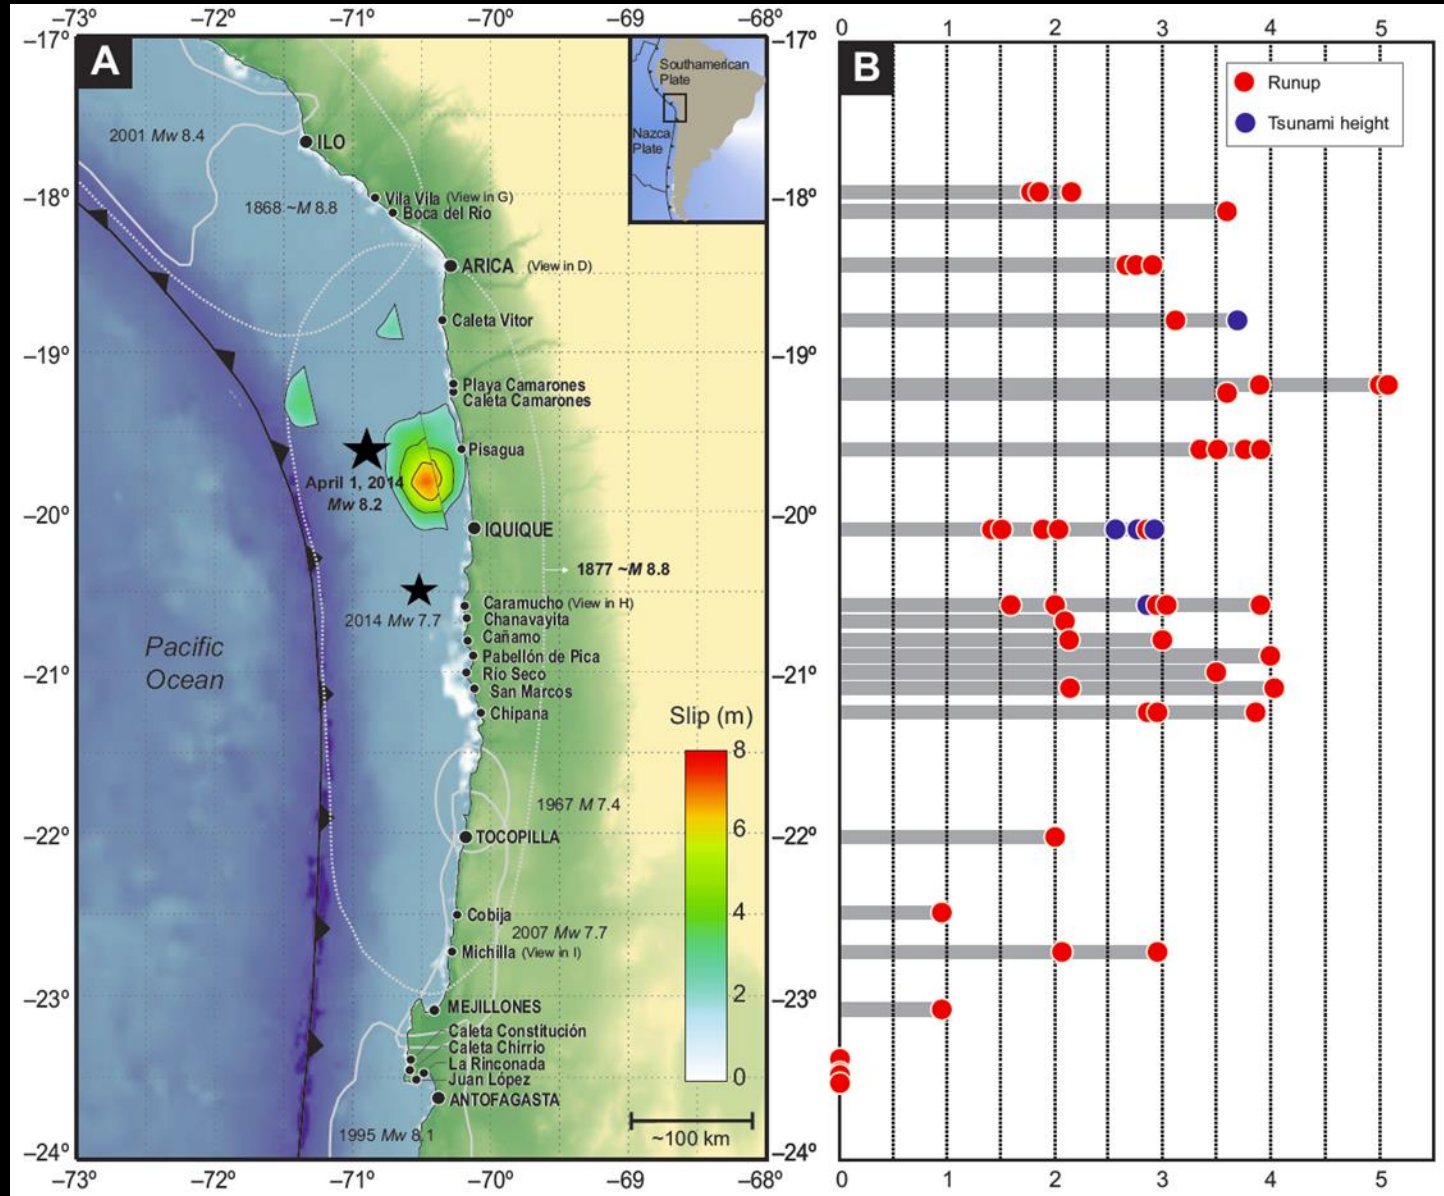 –73° –72° –71° –70° –69 –68°
–17°
A
2001 Mw 8.4
ILO
1868 ~M 8.8
Vila Vila (View in G)
Boca del Río
–18°
ARICA (View in D)
Caleta Vitor
–19°
Playa Camarones
Caleta Camarones
Pisagua
April 1, 2014
Mw 8.2
–20°
IQUIQUE
1877 ~M 8.8
2014 Mw 7.7
Caramucho (View in H)
Chanavayita
Cañamo
Pabellón de Pica
Río Seco
San Marcos
Chipana
Pacific
Ocean
–21°
1967 M 7.4
–22°
TOCOPILLA
Cobija
2007 Mw 7.7
Michilla (View in I)
–23°
MEJILLONES
Caleta Constitución
Caleta Chirrio
La Rinconada
Juan López
ANTOFAGASTA
1995 Mw 8.1
–24°
–73° –72° –71° –70° –69 –68°
Southamerican
Plate
Nazca
Plate
Slip (m)
8
6
4
2
0
~100 km
–17°
–18°
–19°
–20°
–21°
–22°
–23°
–24°
0 1 2 3 4 5
B
Runup
Tsunami height
0 1 2 3 4 5